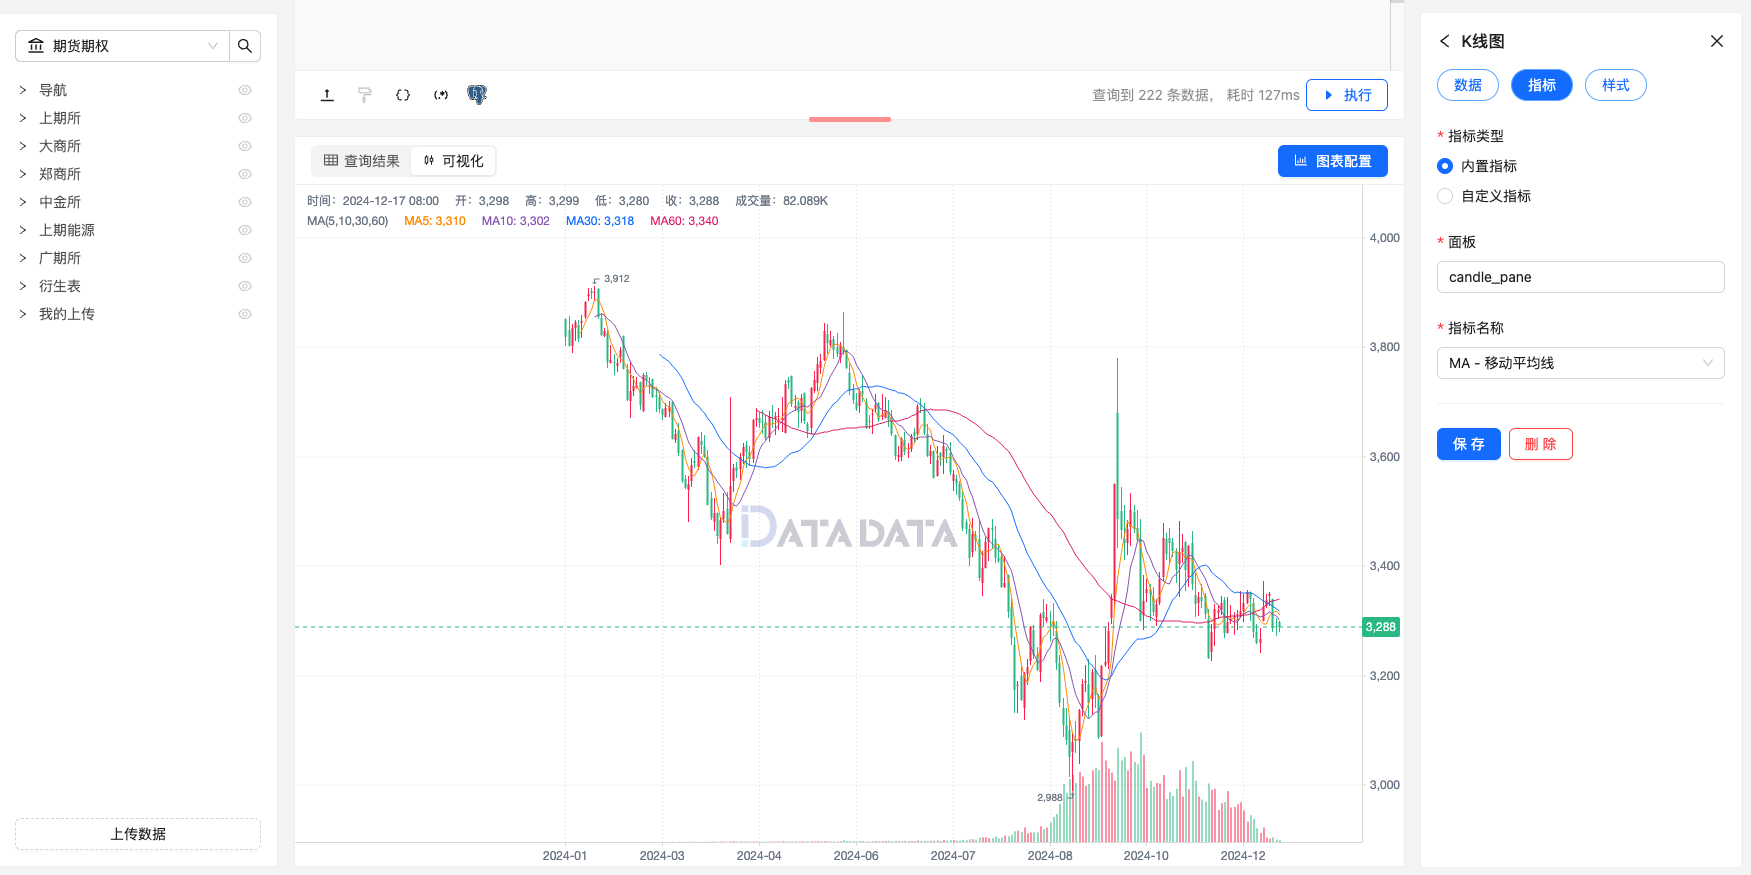 期货期权
导航
上期所
大商所
郑商所
中金所
上期能源
广期所
衍生表
我的上传
上传数据
{} (.*) 查询到 222 条数据， 耗时 127ms 执行
查询结果 可视化 图表配置
时间： 2024-12-17 08:00 开： 3,298 高： 3,299 低： 3,280 收： 3,288 成交量： 82.089K
MA(5,10,30,60) MA5: 3,310 MA10: 3,302 MA30: 3,318 MA60: 3,340
4,000
3,912
3,800
3,600
DATA DATA
3,400
3,288
3,200
3,000
2,988
2024-01 2024-03 2024-04 2024-06 2024-07 2024-08 2024-10 2024-12
K线图
数据 指标 样式
* 指标类型
内置指标
自定义指标
* 面板
candle_pane
* 指标名称
MA - 移动平均线
保 存 删 除